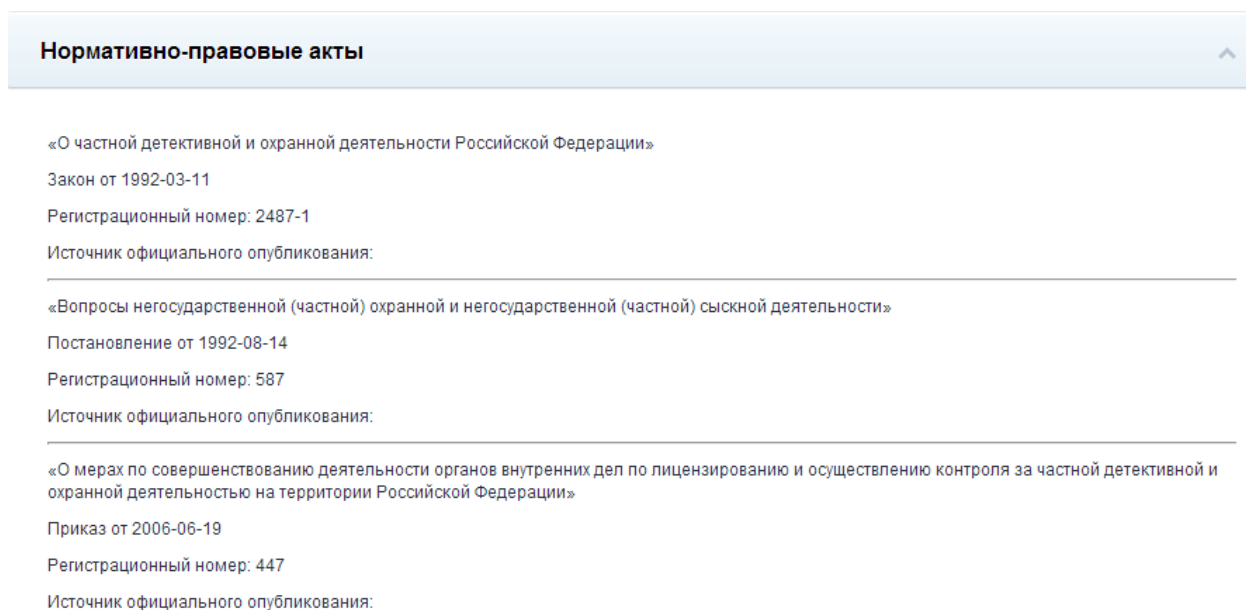 Нормативно-правовые акты
«О частной детективной и охранной деятельности Российской Федерации»
Закон от 1992-03-11
Регистрационный номер: 2487-1
Источник официального опубликования:
«Вопросы негосударственной (частной) охранной и негосударственной (частной) сыскной деятельности»
Постановление от 1992-08-14
Регистрационный номер: 587
Источник официального опубликования:
«О мерах по совершенствованию деятельности органов внутренних дел по лицензированию и осуществлению контроля за частной детективной и
охранной деятельностью на территории Российской Федерации»
Приказ от 2006-06-19
Регистрационный номер: 447
Источник официального опубликования: